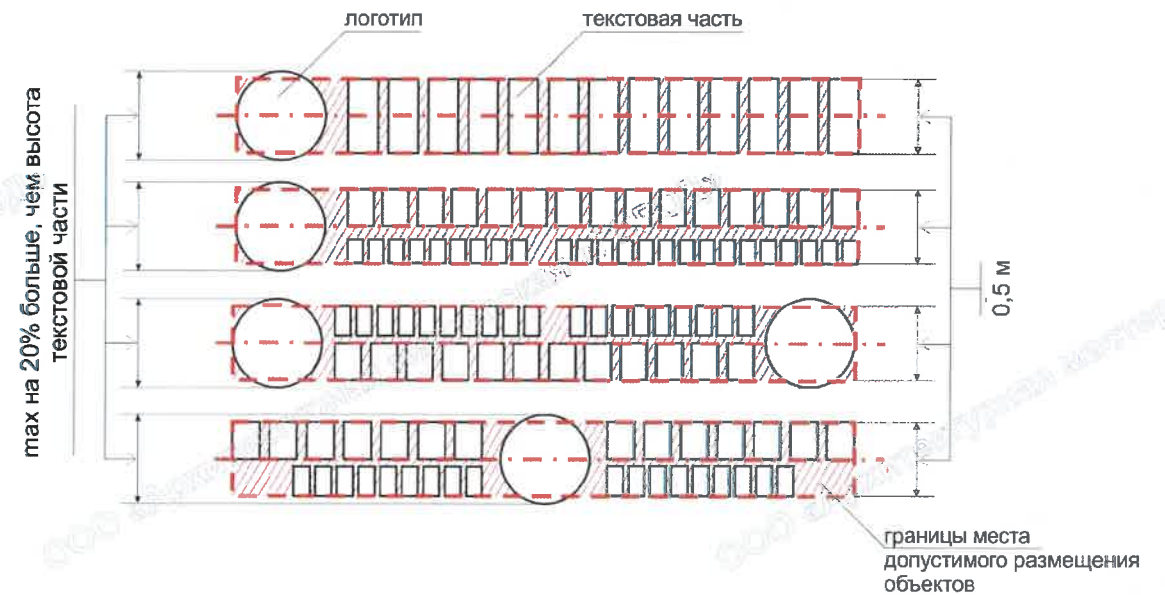 логотип
текстовая часть
max на 20% больше, чем высота
текстовой части
0,5 м
границы места
допустимого размещения
объектов